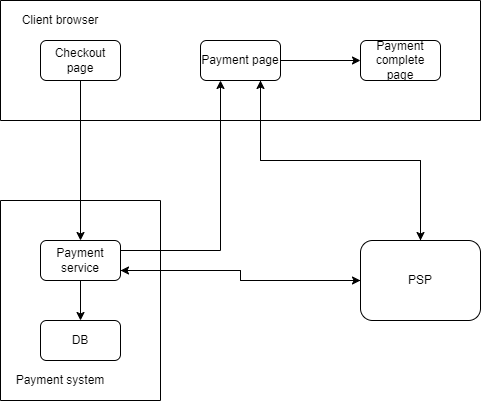 Client browser
Checkout
page
Payment page
Payment
complete
page
Payment
service
PSP
DB
Payment system